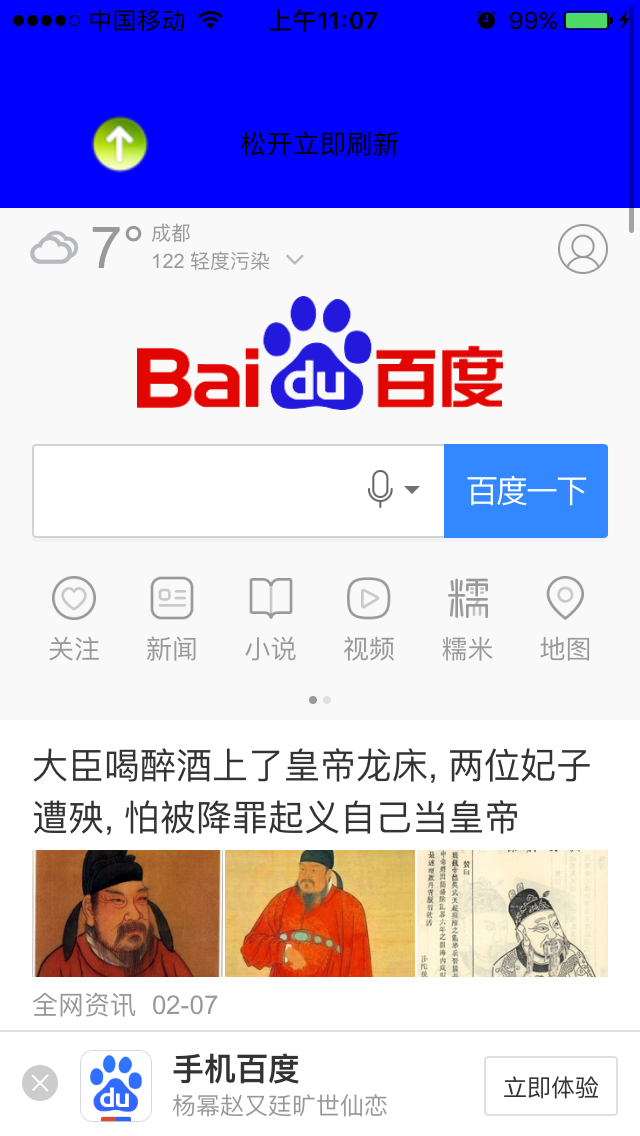 中国移动 上午11:07 99%
松开立即刷新
7° 成都
122 轻度污染
Bai du 百度
百度一下
糯
关注 新闻 小说 视频 糯米 地图
大臣喝醉酒上了皇帝龙床, 两位妃子
遭殃, 怕被降罪起义自己当皇帝
全网资讯 02-07
du
手机百度
杨幂赵又廷旷世仙恋
立即体验